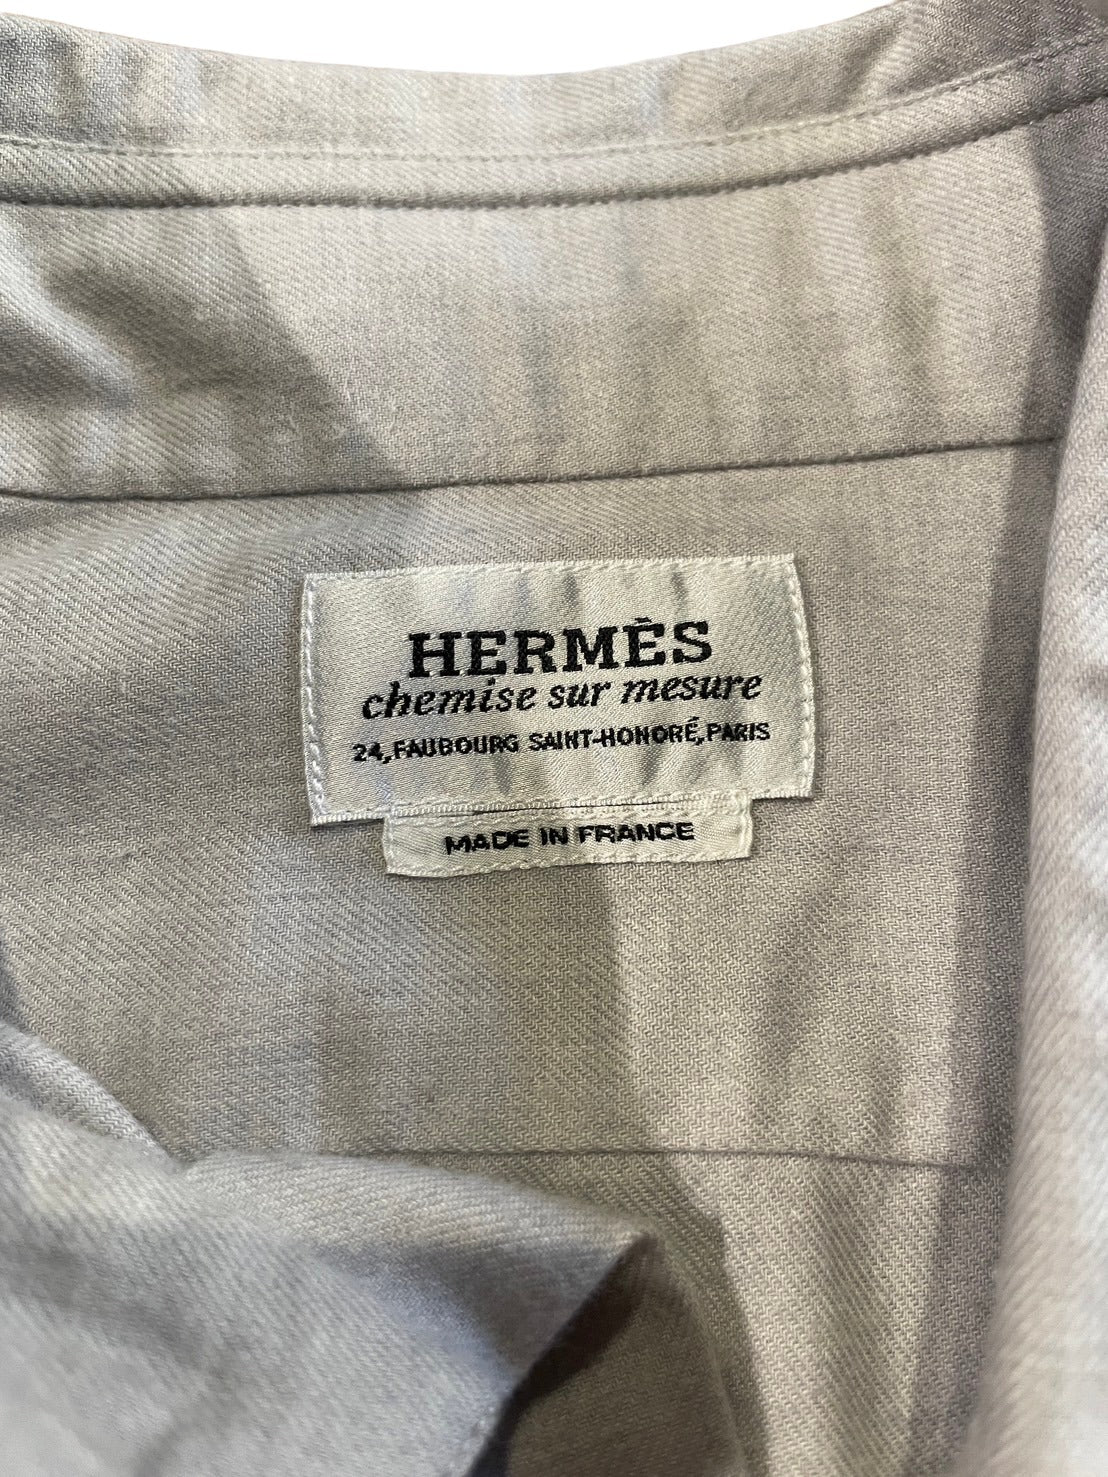 HERMÈS
chemise sur mesure
24, FAUBOURG SAINT-HONORÉ, PARIS
MADE IN FRANCE